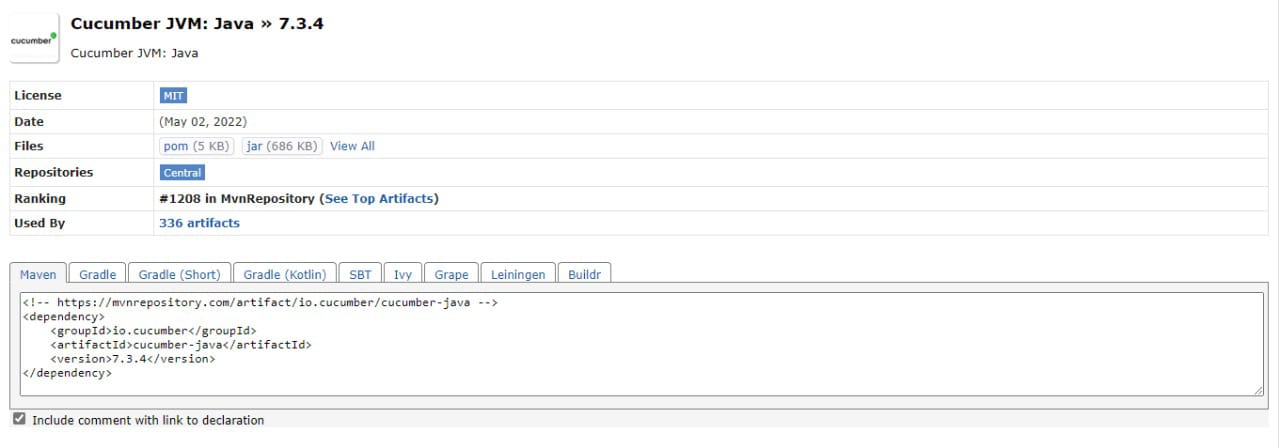 cucumber
Cucumber JVM: Java » 7.3.4
Cucumber JVM: Java
License MIT
Date (May 02, 2022)
Files pom (5 KB) jar (686 KB) View All
Repositories Central
Ranking #1208 in MvnRepository (See Top Artifacts)
Used By 336 artifacts
Maven Gradle Gradle (Short) Gradle (Kotlin) SBT Ivy Grape Leiningen Buildr
<!-- https://mvnrepository.com/artifact/io.cucumber/cucumber-java -->
<dependency>
    <groupId>io.cucumber</groupId>
    <artifactId>cucumber-java</artifactId>
    <version>7.3.4</version>
</dependency>
Include comment with link to declaration